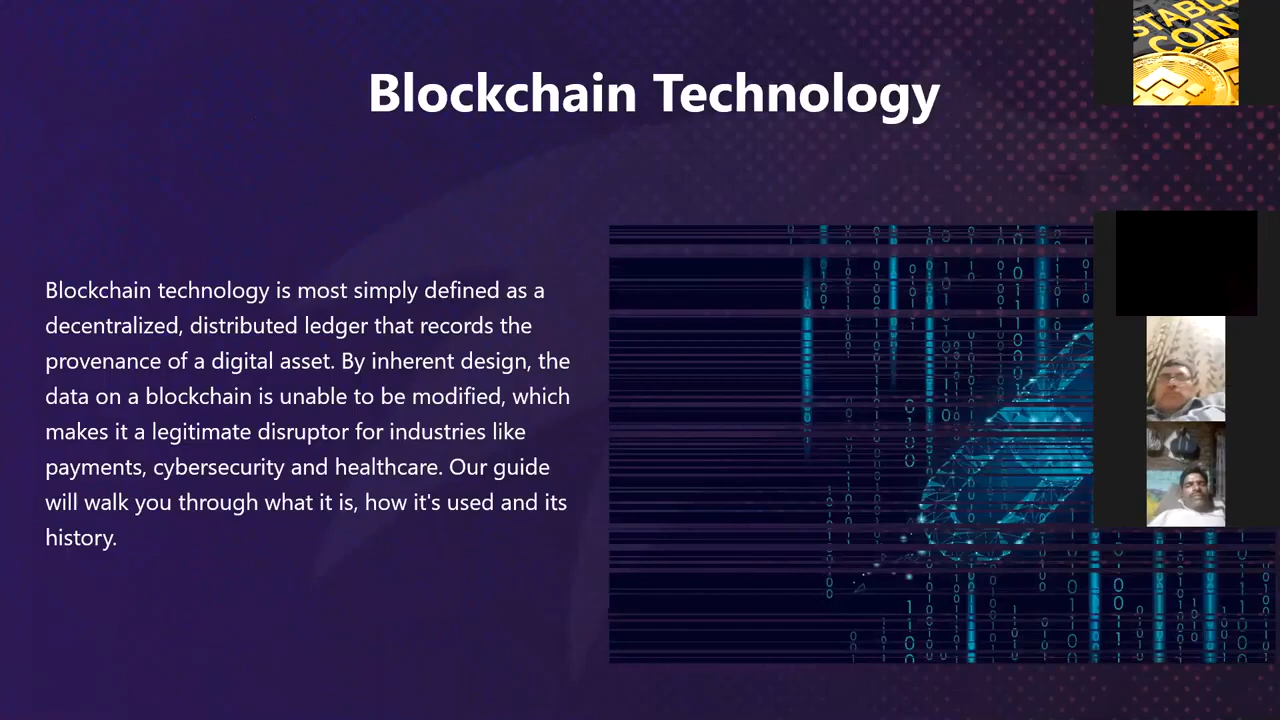 Blockchain Technology
STABLE
COIN
Blockchain technology is most simply defined as a
decentralized, distributed ledger that records the
provenance of a digital asset. By inherent design, the
data on a blockchain is unable to be modified, which
makes it a legitimate disruptor for industries like
payments, cybersecurity and healthcare. Our guide
will walk you through what it is, how it's used and its
history.